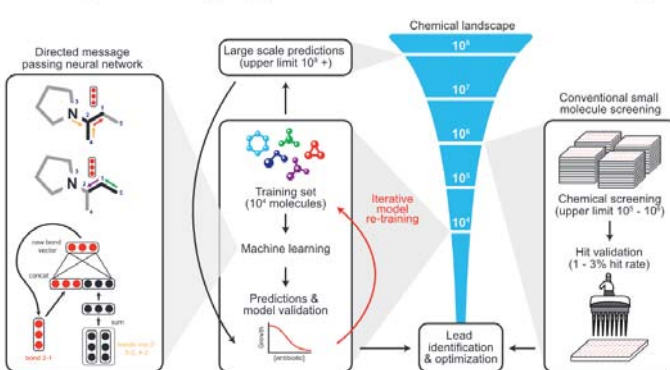 Chemical landscape
Directed message
passing neural network
Large scale predictions
(upper limit 10⁹ +)
10⁸
10⁷
10⁶
10⁵
10⁴
N
Training set
(10⁴ molecules)
Machine learning
Predictions &
model validation
Growth
[antibiotic]
Iterative
model
re-training
Lead
identification
& optimization
Conventional small
molecule screening
Chemical screening
(upper limit 10⁵ - 10⁶)
Hit validation
(1 - 3% hit rate)
N
new bond
vector
concat
sum
bond 2-1